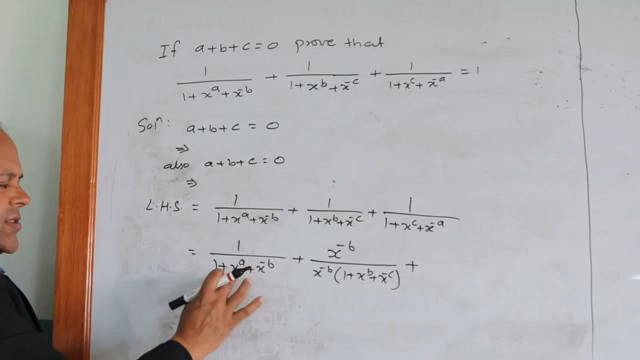 If a+b+c=0 prove that
1/(1+x^a+x^-b) + 1/(1+x^b+x^-c) + 1/(1+x^c+x^-a) = 1
Solⁿ: a+b+c = 0
⇒
also a+b+c = 0
⇒
L.H.S = 1/(1+x^a+x^-b) + 1/(1+x^b+x^-c) + 1/(1+x^c+x^-a)
= 1/(1+x^a+x^-b) + x^-b/(x^-b(1+x^b+x^-c)) +